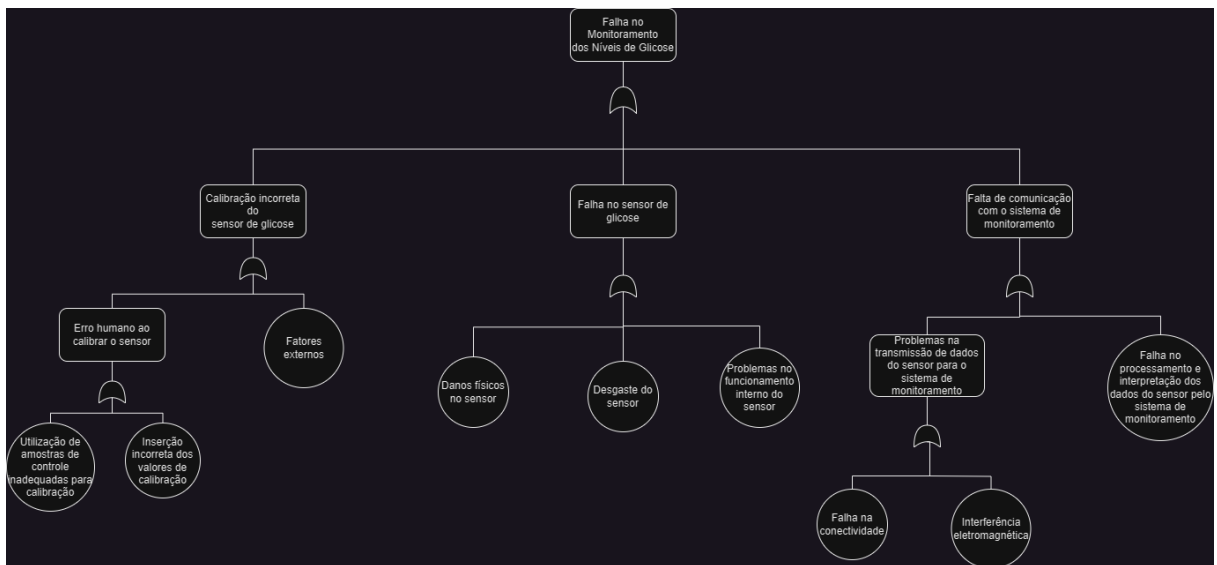 Falha no
Monitoramento
dos Níveis de Glicose
Calibração incorreta
do
sensor de glicose
Falha no sensor de
glicose
Falta de comunicação
com o sistema de
monitoramento
Erro humano ao
calibrar o sensor
Fatores
externos
Danos físicos
no sensor
Desgaste do
sensor
Problemas no
funcionamento
interno do
sensor
Problemas na
transmissão de dados
do sensor para o
sistema de
monitoramento
Falha no
processamento e
interpretação dos
dados do sensor pelo
sistema de
monitoramento
Utilização de
amostras de
controle
inadequadas para
calibração
Inserção
incorreta dos
valores de
calibração
Falha na
conectividade
Interferência
eletromagnética